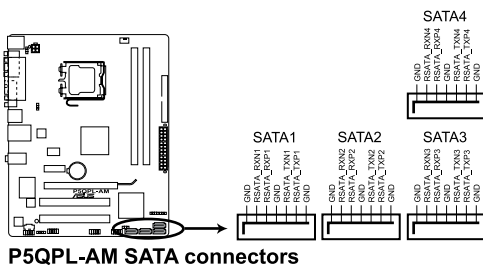 SATA4
GND
RSATA_RXN4
RSATA_RXP4
GND
RSATA_TXN4
RSATA_TXP4
GND
SATA1
GND
RSATA_RXN1
RSATA_RXP1
GND
RSATA_TXN1
RSATA_TXP1
GND
SATA2
GND
RSATA_RXN2
RSATA_RXP2
GND
RSATA_TXN2
RSATA_TXP2
GND
SATA3
GND
RSATA_RXN3
RSATA_RXP3
GND
RSATA_TXN3
RSATA_TXP3
GND
P5QPL-AM
ASUS
P5QPL-AM SATA connectors